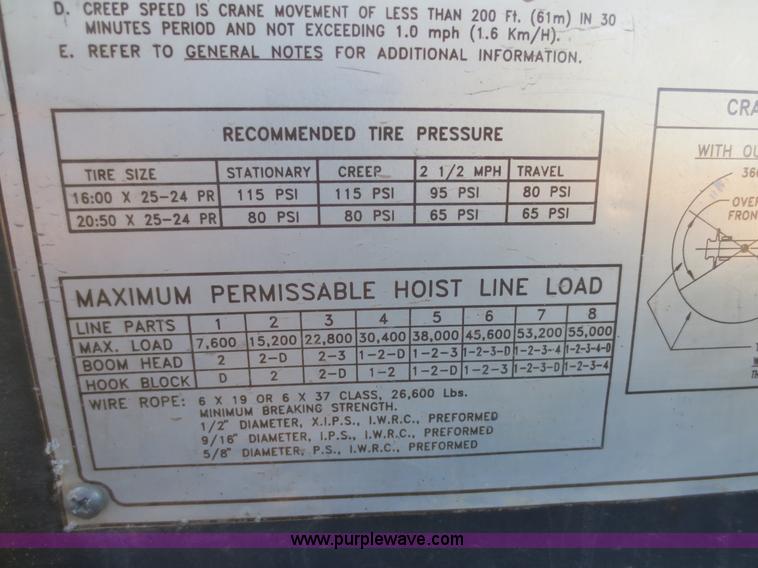 D. CREEP SPEED IS CRANE MOVEMENT OF LESS THAN 200 Ft. (61m) IN 30
MINUTES PERIOD AND NOT EXCEEDING 1.0 mph (1.6 Km/H).
E. REFER TO GENERAL NOTES FOR ADDITIONAL INFORMATION.
RECOMMENDED TIRE PRESSURE
TIRE SIZE STATIONARY CREEP 2 1/2 MPH TRAVEL
16:00 X 25-24 PR 115 PSI 115 PSI 95 PSI 80 PSI
20:50 X 25-24 PR 80 PSI 80 PSI 65 PSI 65 PSI
MAXIMUM PERMISSABLE HOIST LINE LOAD
LINE PARTS 1 2 3 4 5 6 7 8
MAX. LOAD 7,600 15,200 22,800 30,400 38,000 45,600 53,200 55,000
BOOM HEAD 2 2-D 2-3 1-2-D 1-2-3 1-2-3-D 1-2-3-4 1-2-3-4-D
HOOK BLOCK D 2 2-D 1-2 1-2-D 1-2-3 1-2-3-D 1-2-3-4
WIRE ROPE: 6 X 19 OR 6 X 37 CLASS, 26,600 Lbs.
MINIMUM BREAKING STRENGTH.
1/2" DIAMETER, X.I.P.S., I.W.R.C., PREFORMED
9/16" DIAMETER, I.P.S., I.W.R.C., PREFORMED
5/8" DIAMETER, P.S., I.W.R.C., PREFORMED
CRA
WITH OU
36
OVER
FRON
T
W
TH
www.purplewave.com